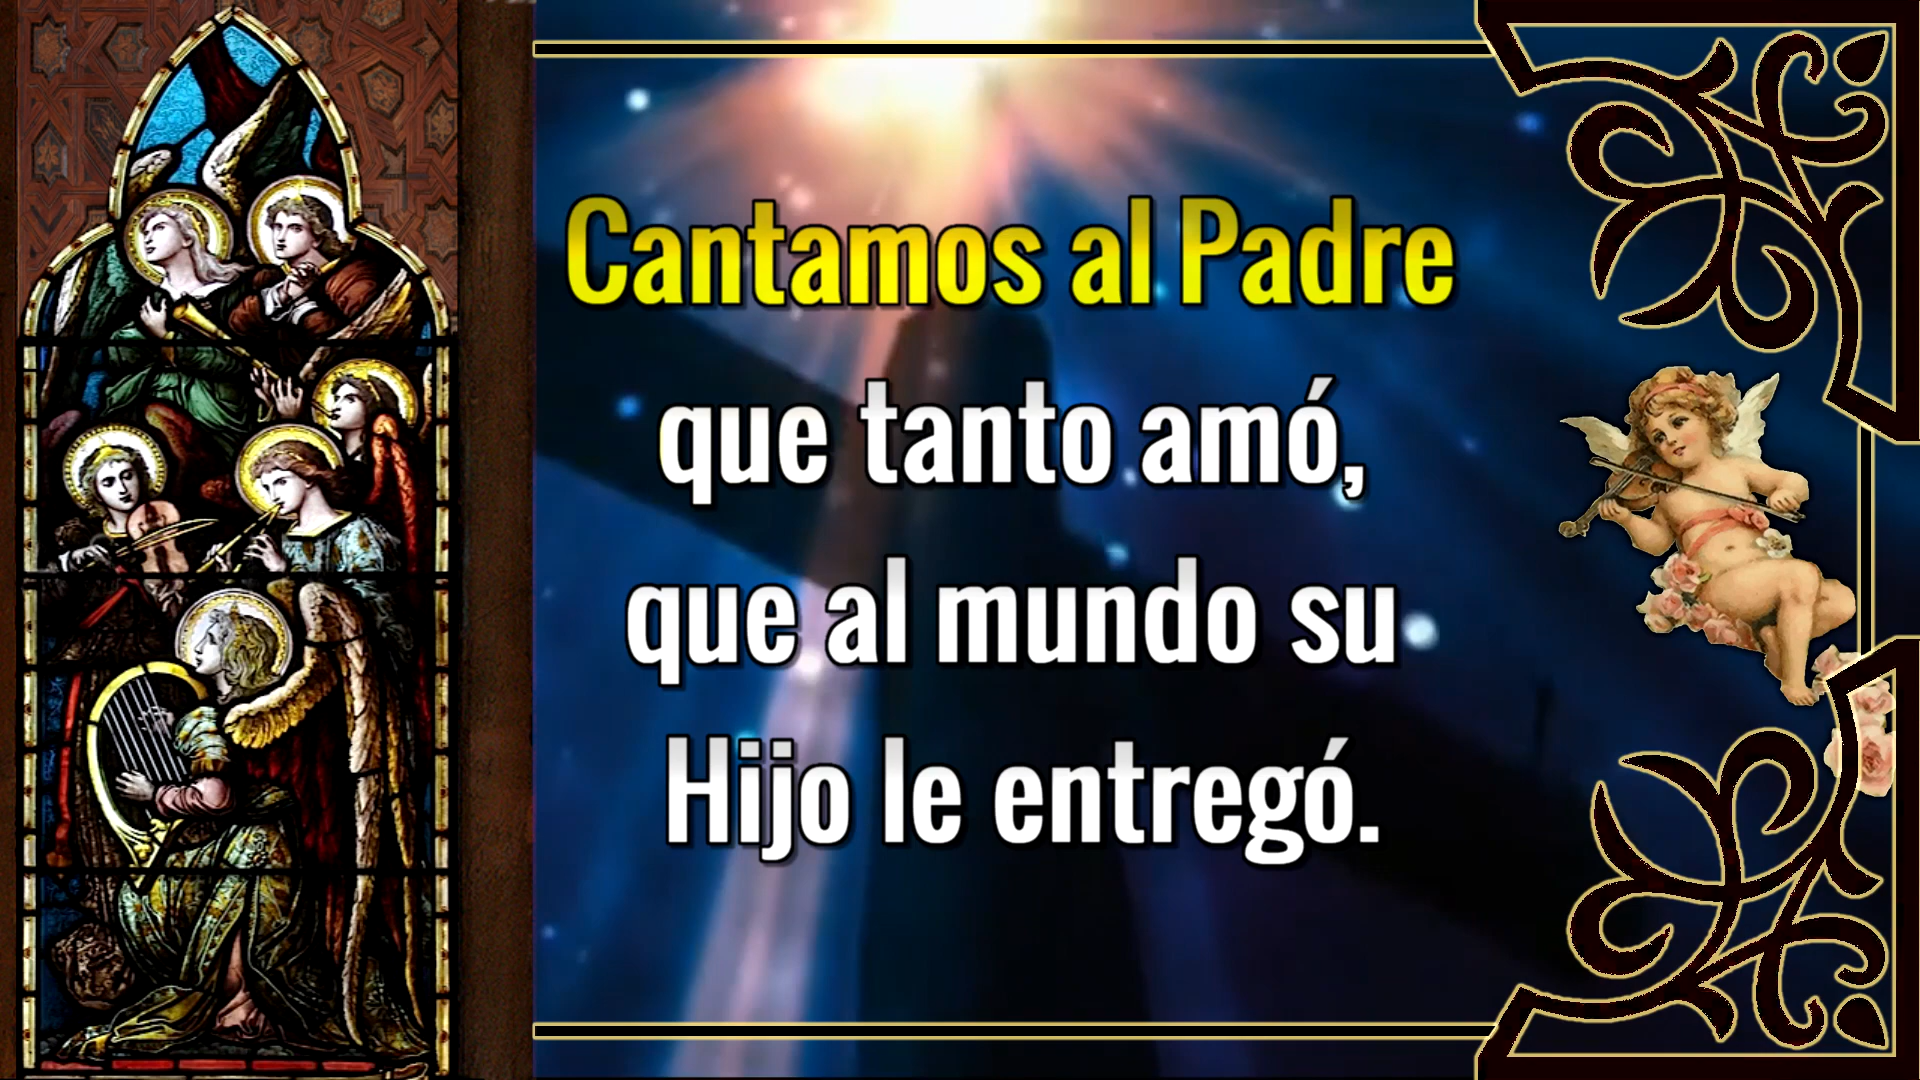 Cantamos al Padre
que tanto amó,
que al mundo su
Hijo le entregó.